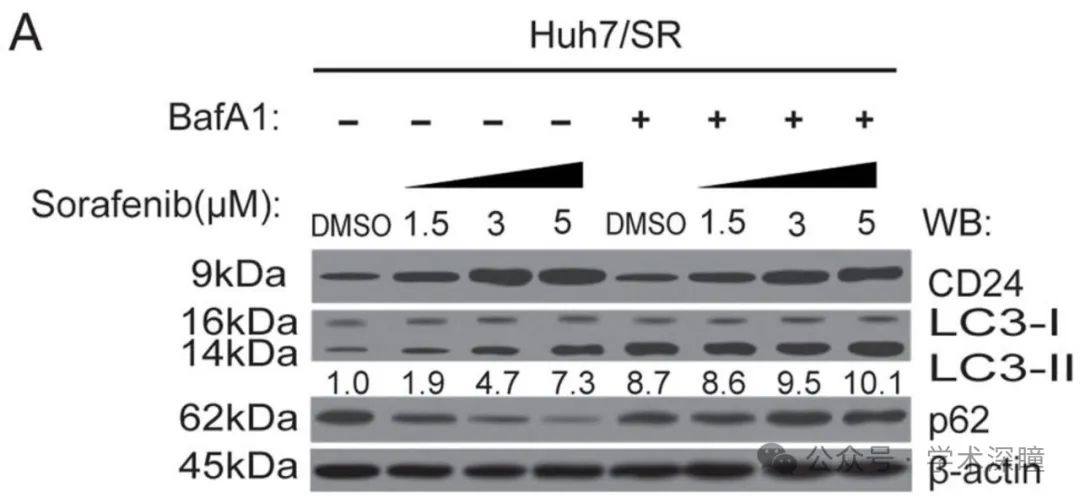 A
Huh7/SR
BafA1: – – – – + + + +
Sorafenib(μM): DMSO 1.5 3 5 DMSO 1.5 3 5 WB:
9kDa CD24
16kDa LC3-I
14kDa LC3-II
1.0 1.9 4.7 7.3 8.7 8.6 9.5 10.1
62kDa p62
公众号 · 学术深瞳
45kDa β-actin